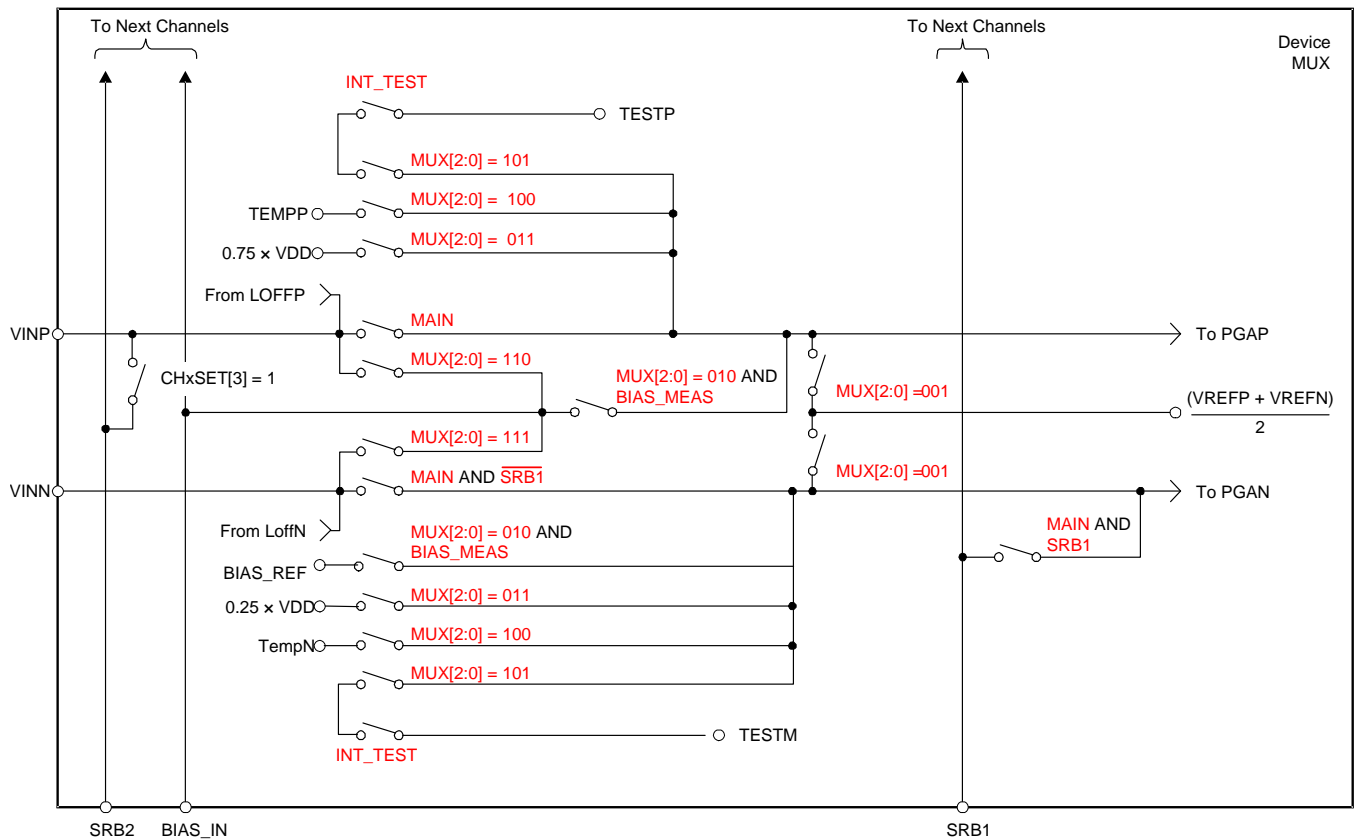 To Next Channels
To Next Channels
Device
MUX
INT_TEST
TESTP
MUX[2:0] = 101
MUX[2:0] = 100
TEMPP
MUX[2:0] = 011
0.75 × VDD
From LOFFP
MAIN
VINP
To PGAP
MUX[2:0] = 110
CHxSET[3] = 1
MUX[2:0] = 010 AND
BIAS_MEAS
MUX[2:0] =001
(VREFP + VREFN)
2
MUX[2:0] = 111
MUX[2:0] =001
MAIN AND SRB1
VINN
To PGAN
From LoffN
MUX[2:0] = 010 AND
BIAS_MEAS
MAIN AND
SRB1
BIAS_REF
MUX[2:0] = 011
0.25 × VDD
MUX[2:0] = 100
TempN
MUX[2:0] = 101
TESTM
INT_TEST
SRB2
BIAS_IN
SRB1